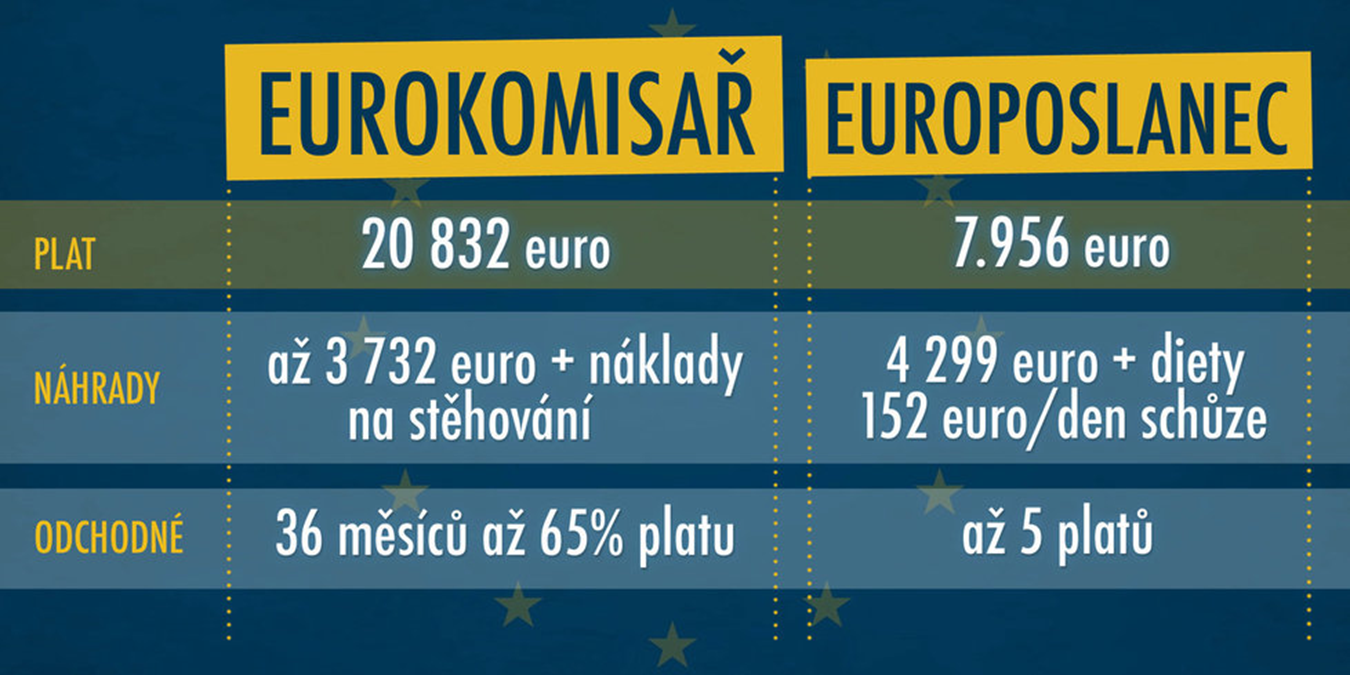 EUROKOMISAŘ
EUROPOSLANEC
PLAT
20 832 euro
7.956 euro
NÁHRADY
až 3 732 euro + náklady
na stěhování
4 299 euro + diety
152 euro/den schůze
ODCHODNÉ
36 měsíců až 65% platu
až 5 platů